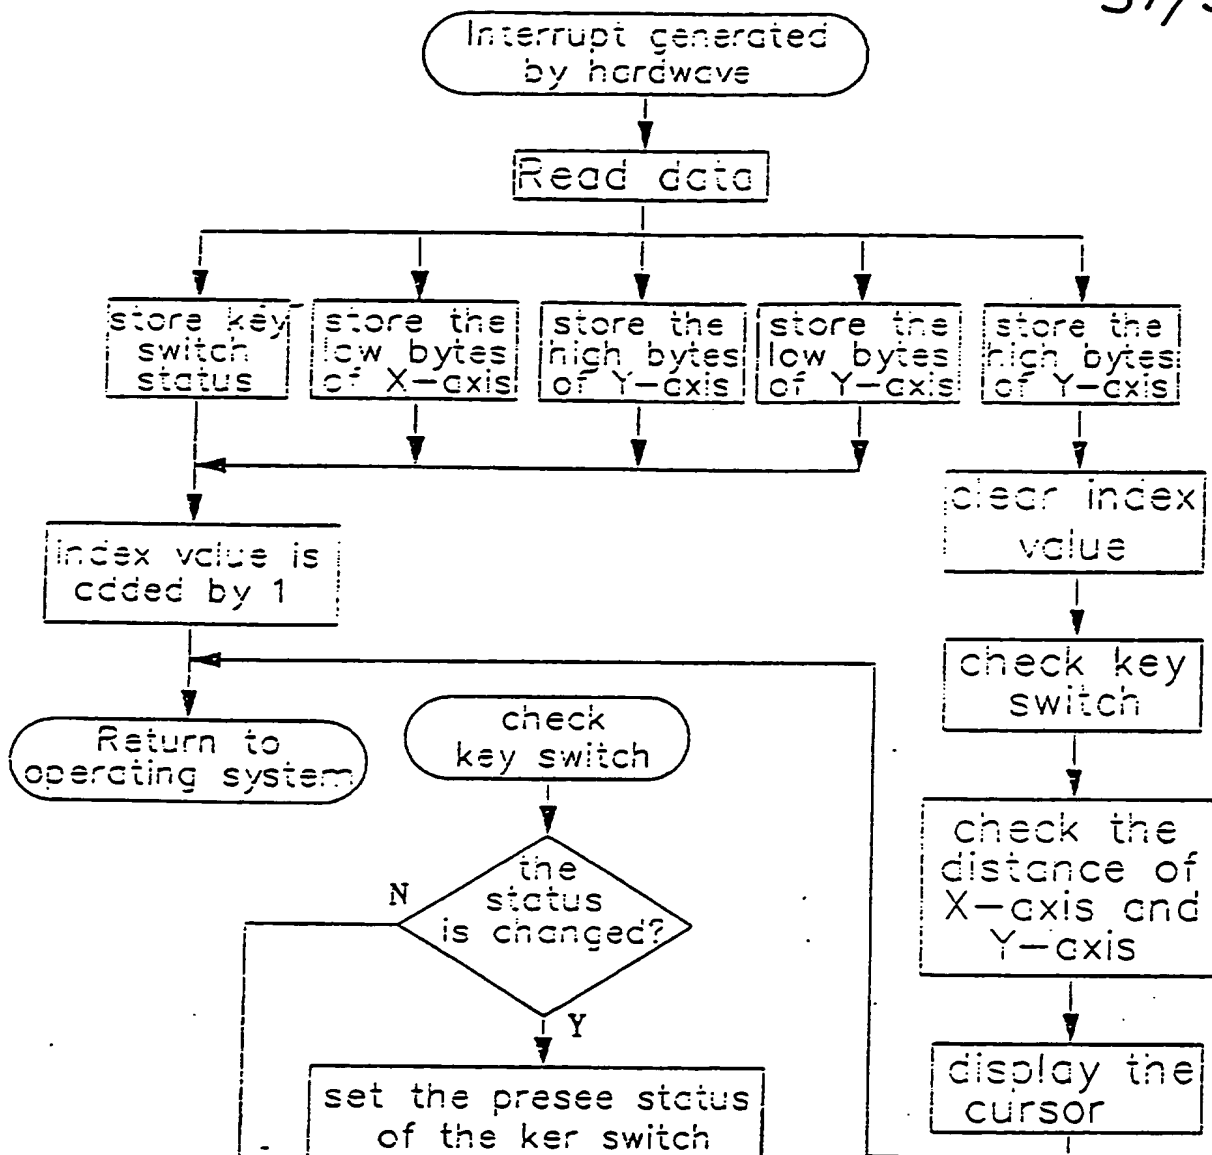 Interrupt generated
by hardwave
Read data
store key
switch
status
store the
low bytes
of X-axis
store the
high bytes
of Y-axis
store the
low bytes
of Y-axis
store the
high bytes
of Y-axis
clear index
value
index value is
added by 1
check key
switch
Return to
operating system
check
key switch
check the
distance of
X-axis and
Y-axis
the
status
is changed?
N
Y
display the
cursor
set the presee status
of the ker switch